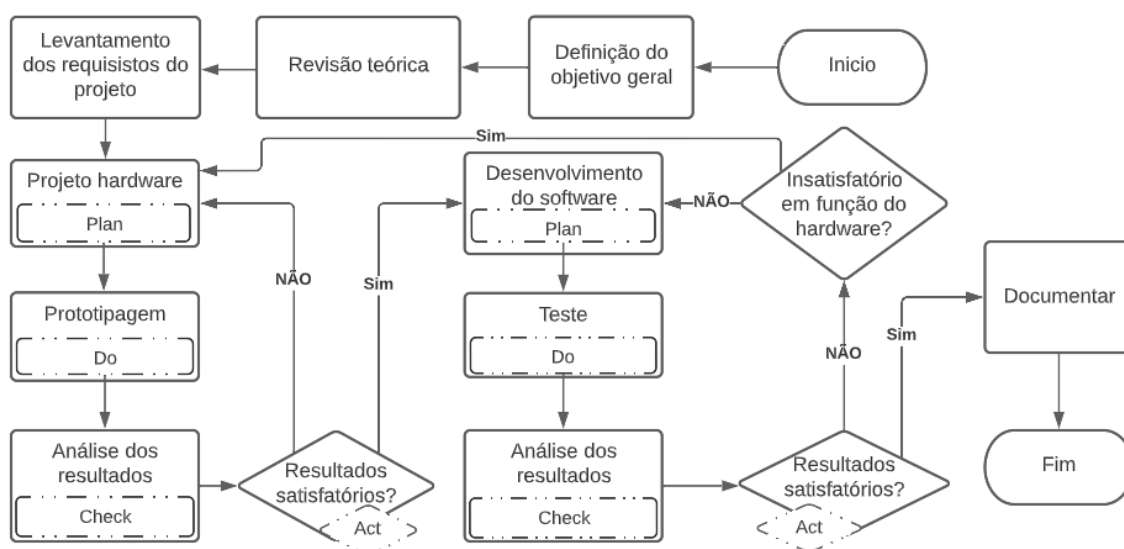 Inicio
Definição do
objetivo geral
Revisão teórica
Levantamento
dos requisistos do
projeto
Projeto hardware
Plan
Prototipagem
Do
Análise dos
resultados
Check
Resultados
satisfatórios?
Act
NÃO
Sim
Desenvolvimento
do software
Plan
Teste
Do
Análise dos
resultados
Check
Resultados
satisfatórios?
Act
NÃO
Insatisfatório
em função do
hardware?
Sim
NÃO
Sim
Documentar
Fim